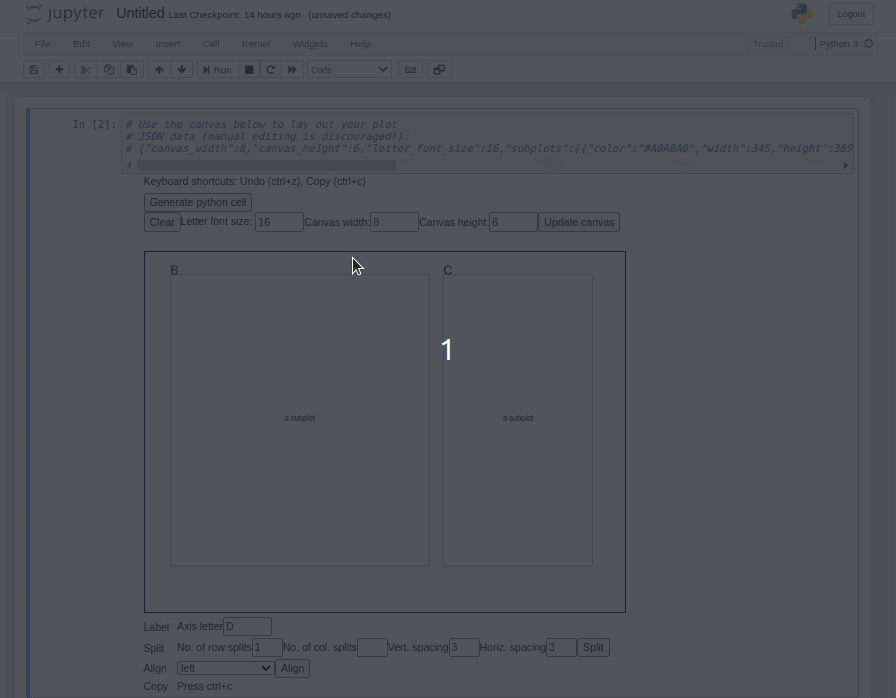 jupyter Untitled Last Checkpoint: 14 hours ago (unsaved changes) Logout
File Edit View Insert Cell Kernel Widgets Help Trusted Python 3
Run Code
In [2]: # Use the canvas below to lay out your plot
# JSON data (manual editing is discouraged!):
# {"canvas_width":8,"canvas_height":6,"letter_font_size":16,"subplots":[{"color":"#A0A0A0","width":345,"height":389
Keyboard shortcuts: Undo (ctrl+z), Copy (ctrl+c)
Generate python cell
Clear Letter font size: 16 Canvas width: 8 Canvas height: 6 Update canvas
B C
1
a subplot a subplot
Label Axis letter D
Split No. of row splits 1 No. of col. splits Vert. spacing 3 Horiz. spacing 3 Split
Align left Align
Copy Press ctrl+c